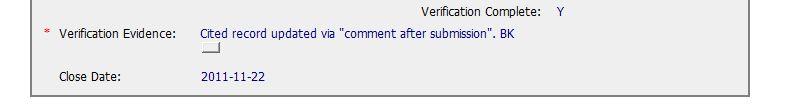 Verification Complete: Y
* Verification Evidence: Cited record updated via "comment after submission". BK
Close Date: 2011-11-22